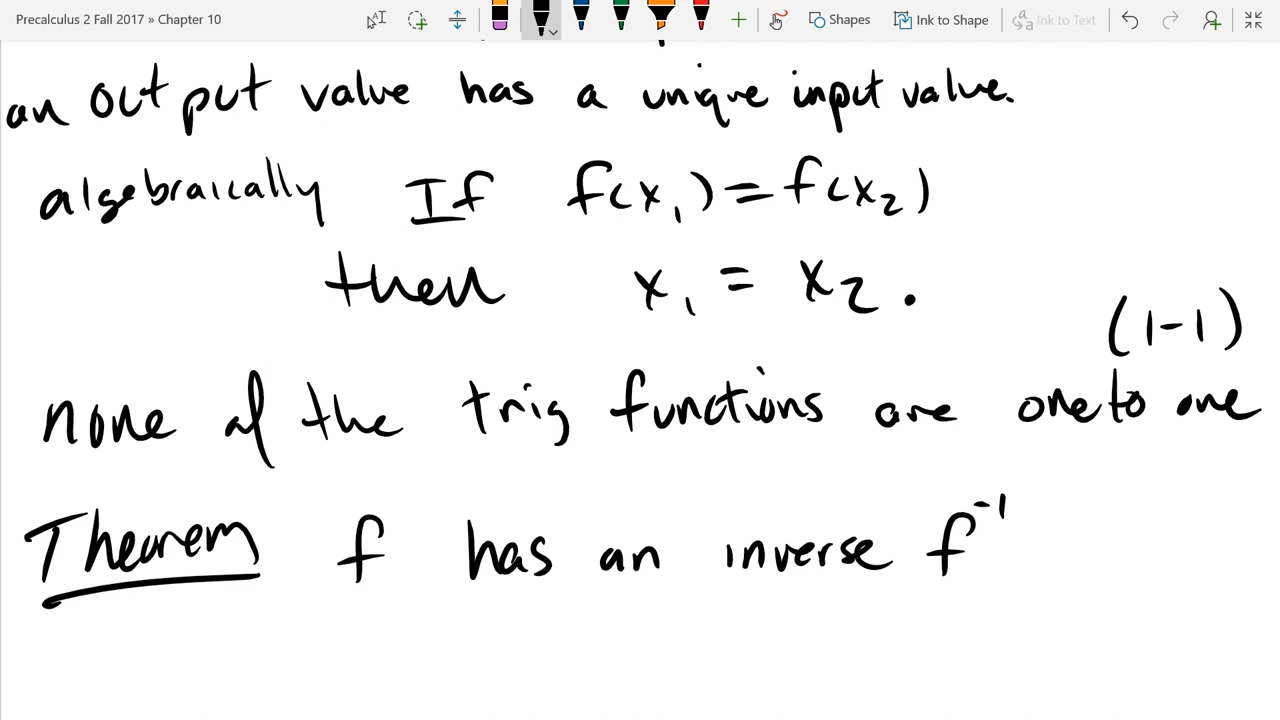 Precalculus 2 Fall 2017 » Chapter 10
Shapes
Ink to Shape
Ink to Text
an output value has a unique input value.
algebraically If f(x₁) = f(x₂)
then x₁ = x₂.
(1-1)
none of the trig functions are one to one
Theorem f has an inverse f⁻¹